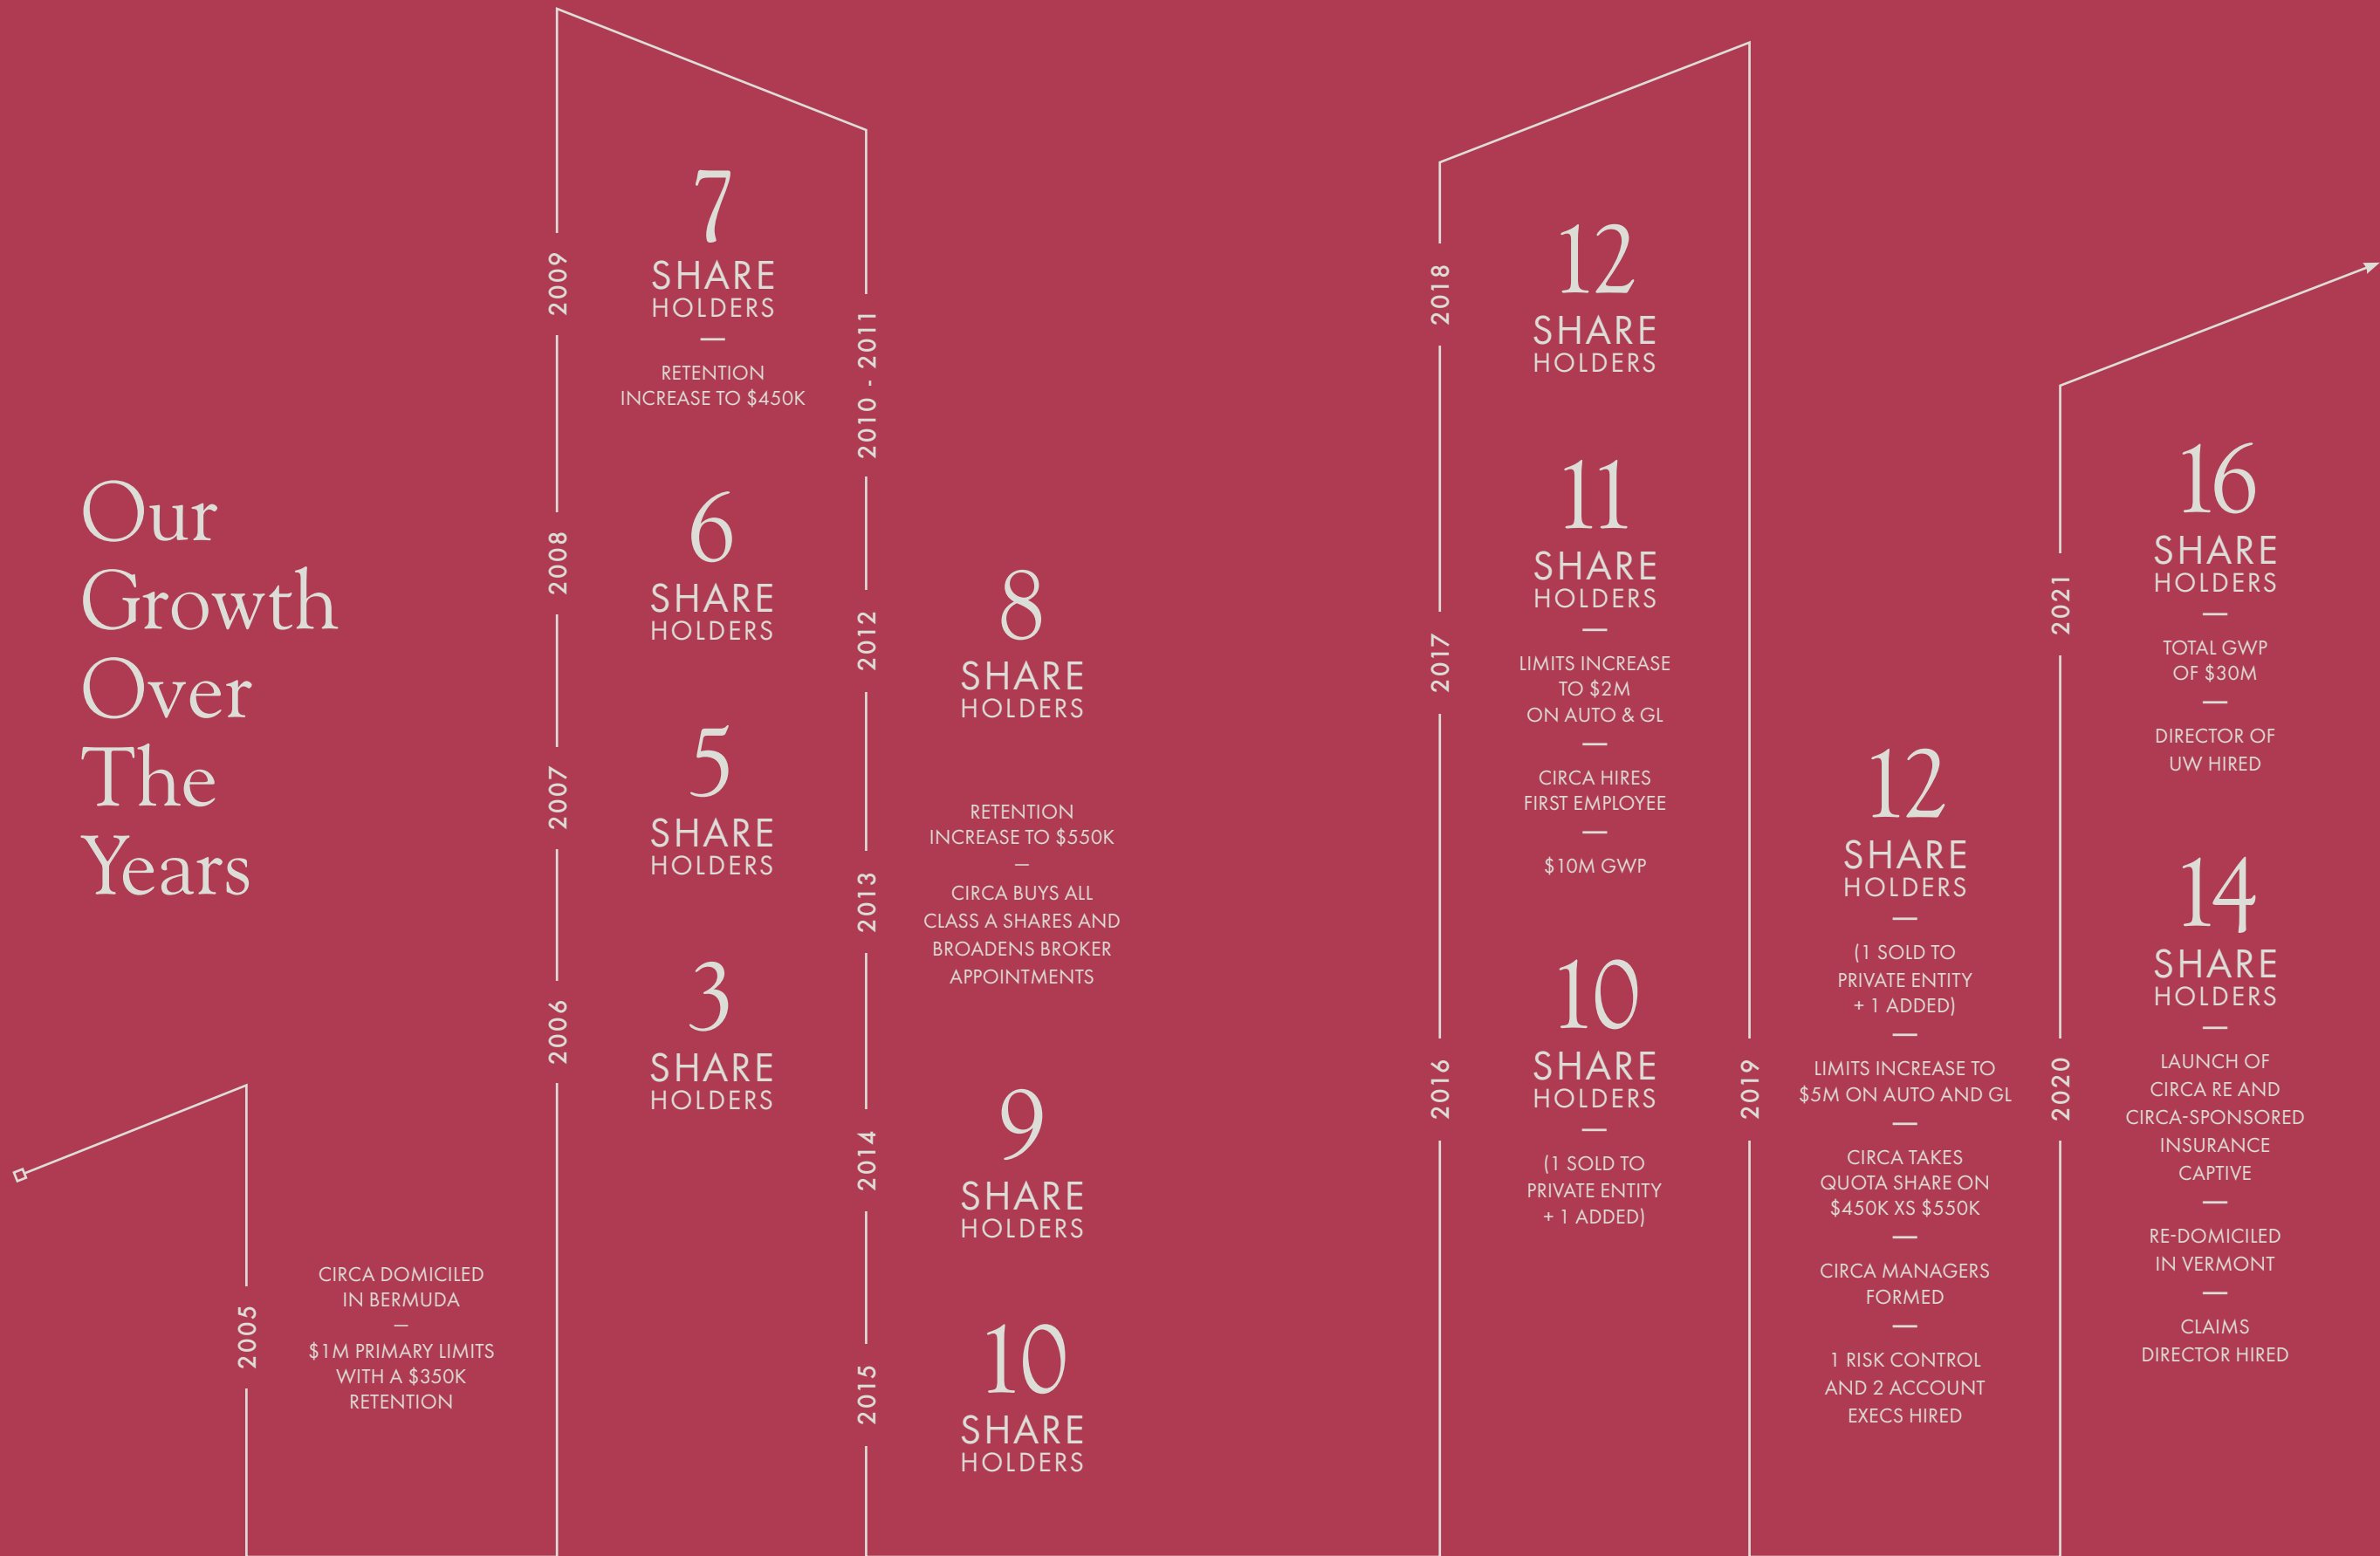 Our
Growth
Over
The
Years
2005
CIRCA DOMICILED
IN BERMUDA
—
$1M PRIMARY LIMITS
WITH A $350K
RETENTION
2006
3
SHARE
HOLDERS
2007
5
SHARE
HOLDERS
2008
6
SHARE
HOLDERS
2009
7
SHARE
HOLDERS
—
RETENTION
INCREASE TO $450K
2010 - 2011
2012
8
SHARE
HOLDERS
2013
RETENTION
INCREASE TO $550K
—
CIRCA BUYS ALL
CLASS A SHARES AND
BROADENS BROKER
APPOINTMENTS
2014
9
SHARE
HOLDERS
2015
10
SHARE
HOLDERS
2016
10
SHARE
HOLDERS
—
(1 SOLD TO
PRIVATE ENTITY
+ 1 ADDED)
2017
11
SHARE
HOLDERS
—
LIMITS INCREASE
TO $2M
ON AUTO & GL
—
CIRCA HIRES
FIRST EMPLOYEE
—
$10M GWP
2018
12
SHARE
HOLDERS
2019
12
SHARE
HOLDERS
—
(1 SOLD TO
PRIVATE ENTITY
+ 1 ADDED)
—
LIMITS INCREASE TO
$5M ON AUTO AND GL
—
CIRCA TAKES
QUOTA SHARE ON
$450K XS $550K
—
CIRCA MANAGERS
FORMED
—
1 RISK CONTROL
AND 2 ACCOUNT
EXECS HIRED
2020
14
SHARE
HOLDERS
—
LAUNCH OF
CIRCA RE AND
CIRCA-SPONSORED
INSURANCE
CAPTIVE
—
RE-DOMICILED
IN VERMONT
—
CLAIMS
DIRECTOR HIRED
2021
16
SHARE
HOLDERS
—
TOTAL GWP
OF $30M
—
DIRECTOR OF
UW HIRED